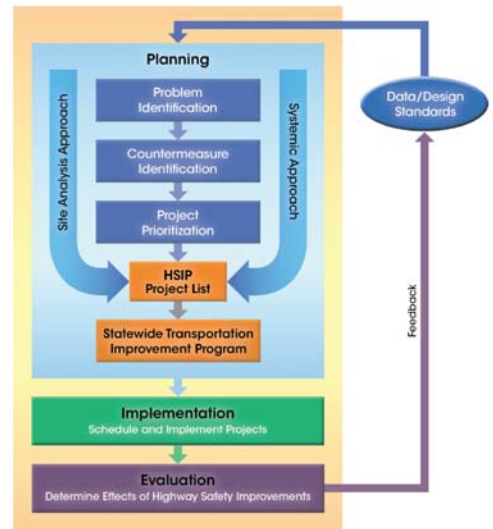 Planning
Site Analysis Approach
Systemic Approach
Problem
Identification
Countermeasure
Identification
Project
Prioritization
HSIP
Project List
Statewide Transportation
Improvement Program
Implementation
Schedule and Implement Projects
Evaluation
Determine Effects of Highway Safety Improvements
Data/Design
Standards
Feedback